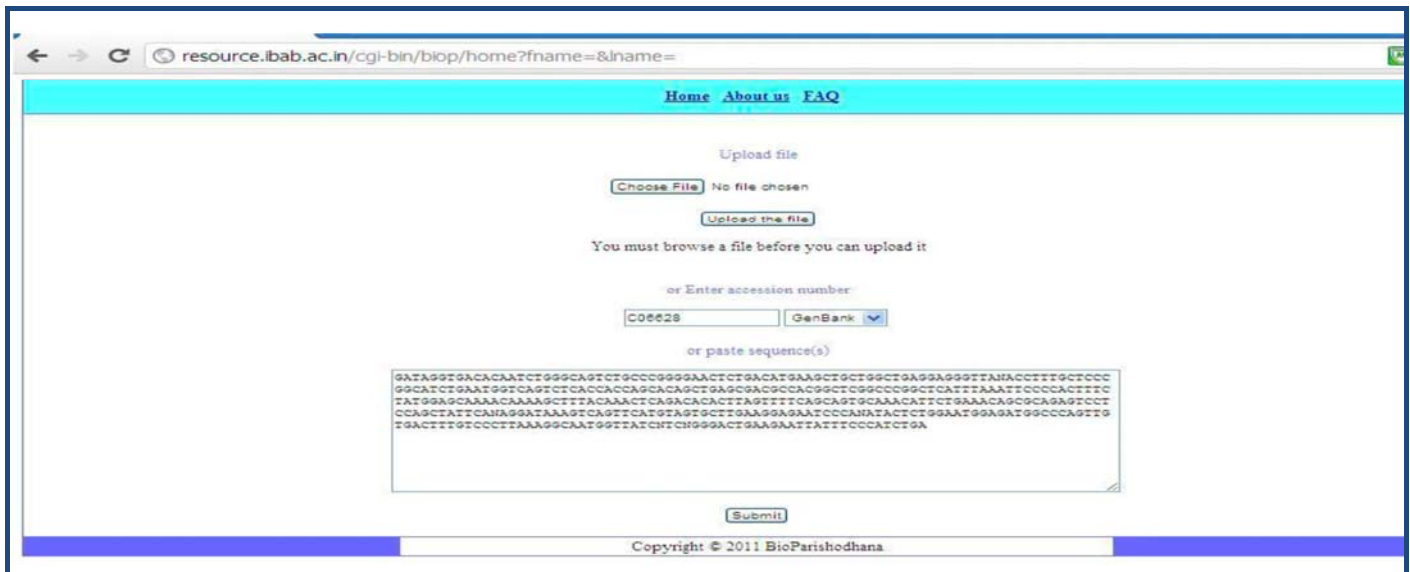 resource.ibab.ac.in/cgi-bin/biop/home?fname=&lname=
Home About us FAQ
Upload file
Choose File No file chosen
Upload the file
You must browse a file before you can upload it
or Enter accession number
C06628 GenBank
or paste sequence(s)
GATAGGTGACACAATCTGGGCAGTCTGCCCGGGGAACTCTGACATGAAGCTGCTGGCTGAGGAGGGTTANACCTTTGCTCCC
GGCATCTGAATGGTCAGTCTCACCACCAGCACAGCTGAGCGACGCCACGGCTCGGCCCGGCTCATTTAAATTCCCCACTTTC
TATGGAGCAAAACAAAAGCTTTACAAACTCAGACACACTTAGTTTTCAGCAGTGCAAACATTCTGAAACAGCGCAGAGTCCT
CCAGCTATTCANAGGATAAAGTCAGTTCATGTAGTGCTTGAAGGAGAATCCCANATACTCTGGAATGGAGATGGCCCAGTTG
TGACTTTGTCCCTTAAAGGCAATGGTTATCNTCNGGGACTGAAGAATTATTTCCCATCTGA
Submit
Copyright © 2011 BioParishodhana